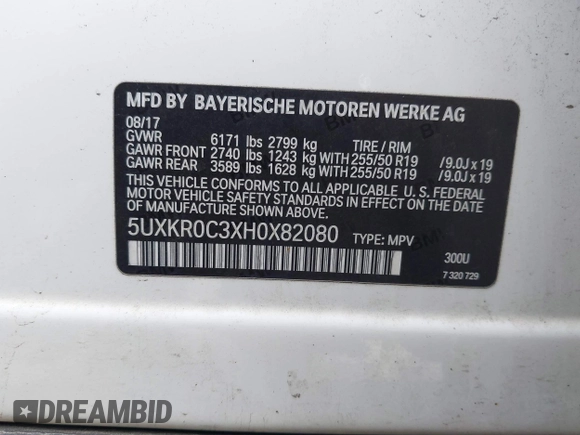 MFD BY BAYERISCHE MOTOREN WERKE AG
08/17
GVWR 6171 lbs 2799 kg TIRE / RIM
GAWR FRONT 2740 lbs 1243 kg WITH 255/50 R19 /9.0J x 19
GAWR REAR 3589 lbs 1628 kg WITH 255/50 R19 /9.0J x 19
THIS VEHICLE CONFORMS TO ALL APPLICABLE U. S. FEDERAL
MOTOR VEHICLE SAFETY STANDARDS IN EFFECT ON THE DATE
OF MANUFACTURE SHOWN ABOVE.
5UXKR0C3XH0X82080 TYPE: MPV
300U
7 320 729
DREAMBID